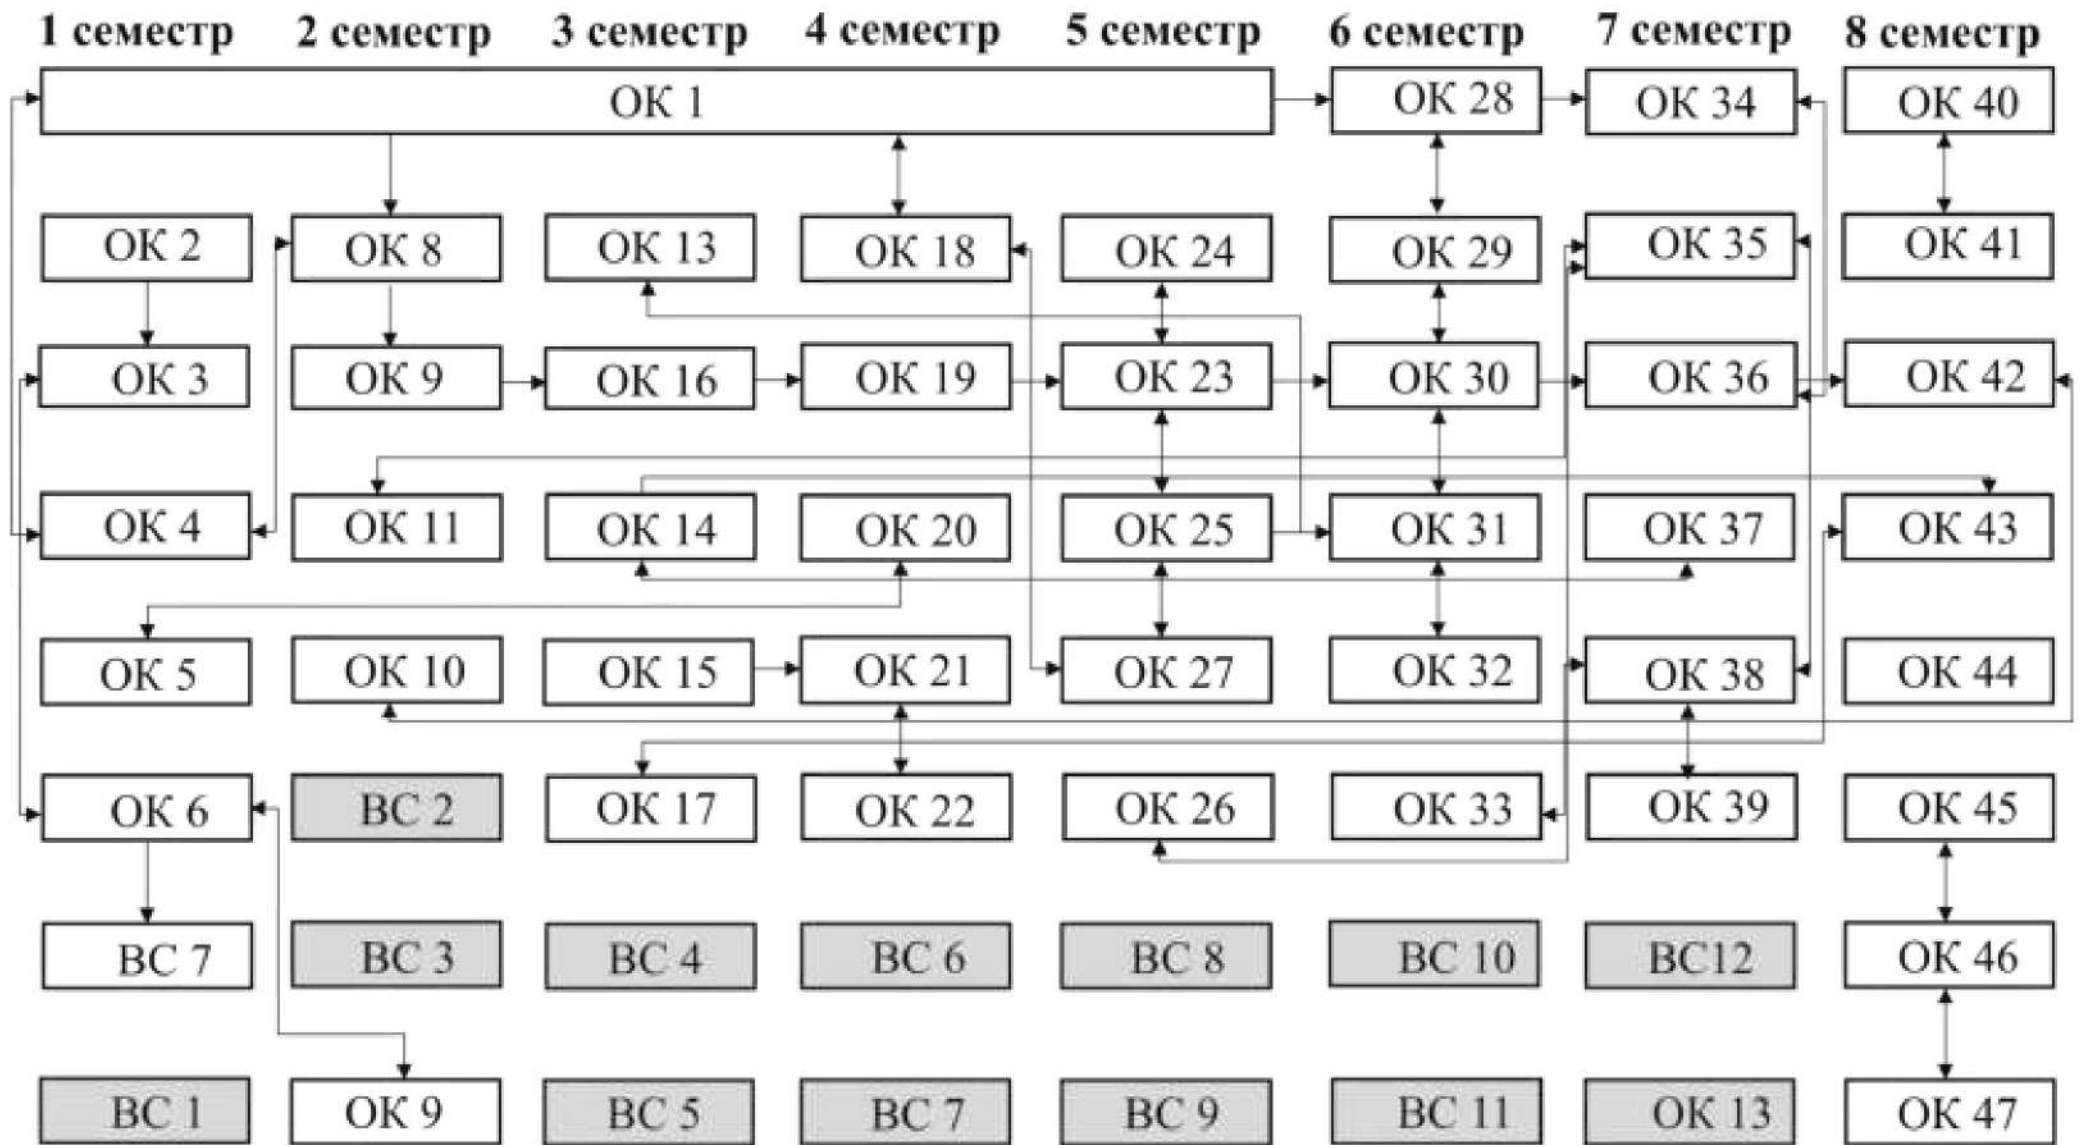 1 семестр 2 семестр 3 семестр 4 семестр 5 семестр 6 семестр 7 семестр 8 семестр
ОК 1 ОК 28 ОК 34 ОК 40
ОК 2 ОК 8 ОК 13 ОК 18 ОК 24 ОК 29 ОК 35 ОК 41
ОК 3 ОК 9 ОК 16 ОК 19 ОК 23 ОК 30 ОК 36 ОК 42
ОК 4 ОК 11 ОК 14 ОК 20 ОК 25 ОК 31 ОК 37 ОК 43
ОК 5 ОК 10 ОК 15 ОК 21 ОК 27 ОК 32 ОК 38 ОК 44
ОК 6 ВС 2 ОК 17 ОК 22 ОК 26 ОК 33 ОК 39 ОК 45
ВС 7 ВС 3 ВС 4 ВС 6 ВС 8 ВС 10 ВС12 ОК 46
ВС 1 ОК 9 ВС 5 ВС 7 ВС 9 ВС 11 ОК 13 ОК 47